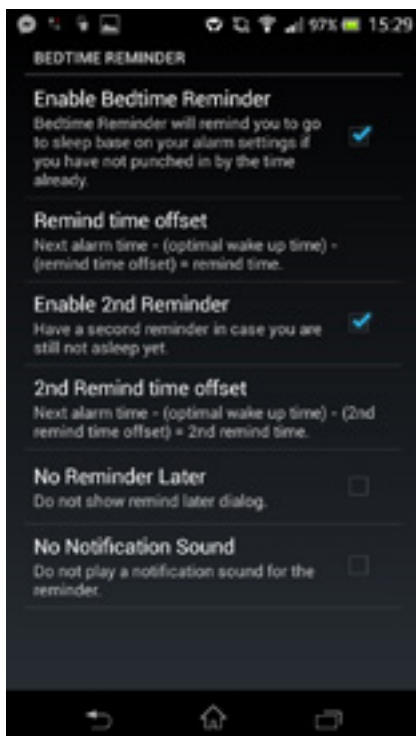 97% 15:29
BEDTIME REMINDER
Enable Bedtime Reminder
Bedtime Reminder will remind you to go
to sleep base on your alarm settings if
you have not punched in by the time
already.
Remind time offset
Next alarm time - (optimal wake up time) -
(remind time offset) = remind time.
Enable 2nd Reminder
Have a second reminder in case you are
still not asleep yet.
2nd Remind time offset
Next alarm time - (optimal wake up time) - (2nd
remind time offset) = 2nd remind time.
No Reminder Later
Do not show remind later dialog.
No Notification Sound
Do not play a notification sound for the
reminder.